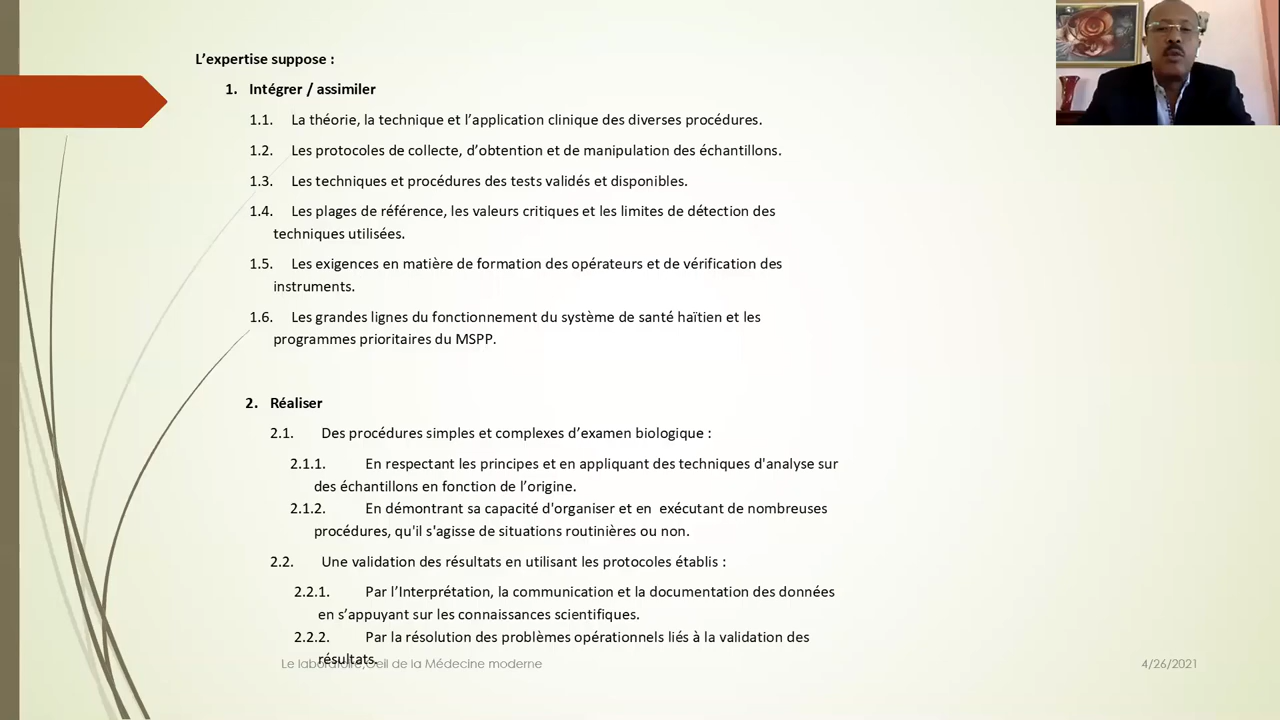 L'expertise suppose :
1. Intégrer / assimiler
1.1. La théorie, la technique et l'application clinique des diverses procédures.
1.2. Les protocoles de collecte, d'obtention et de manipulation des échantillons.
1.3. Les techniques et procédures des tests validés et disponibles.
1.4. Les plages de référence, les valeurs critiques et les limites de détection des
techniques utilisées.
1.5. Les exigences en matière de formation des opérateurs et de vérification des
instruments.
1.6. Les grandes lignes du fonctionnement du système de santé haïtien et les
programmes prioritaires du MSPP.
2. Réaliser
2.1. Des procédures simples et complexes d'examen biologique :
2.1.1. En respectant les principes et en appliquant des techniques d'analyse sur
des échantillons en fonction de l'origine.
2.1.2. En démontrant sa capacité d'organiser et en exécutant de nombreuses
procédures, qu'il s'agisse de situations routinières ou non.
2.2. Une validation des résultats en utilisant les protocoles établis :
2.2.1. Par l'Interprétation, la communication et la documentation des données
en s'appuyant sur les connaissances scientifiques.
2.2.2. Par la résolution des problèmes opérationnels liés à la validation des
résultats.
Le laboratoire,Oeil de la Médecine moderne
4/26/2021